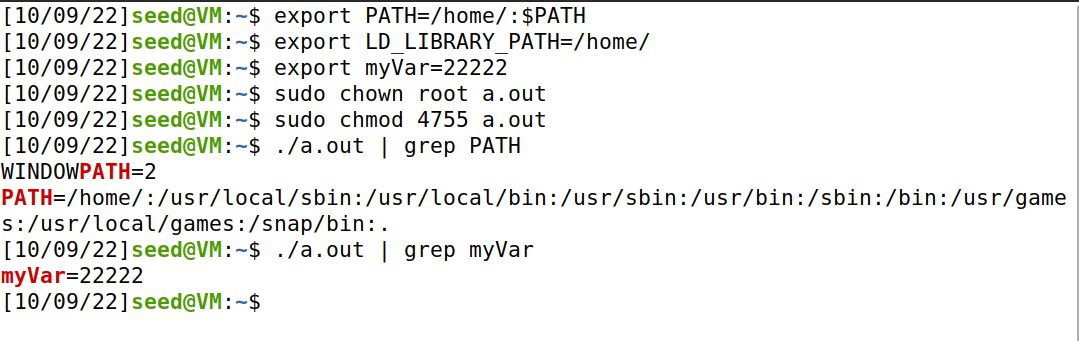 [10/09/22]seed@VM:~$ export PATH=/home/:$PATH
[10/09/22]seed@VM:~$ export LD_LIBRARY_PATH=/home/
[10/09/22]seed@VM:~$ export myVar=22222
[10/09/22]seed@VM:~$ sudo chown root a.out
[10/09/22]seed@VM:~$ sudo chmod 4755 a.out
[10/09/22]seed@VM:~$ ./a.out | grep PATH
WINDOWPATH=2
PATH=/home/:/usr/local/sbin:/usr/local/bin:/usr/sbin:/usr/bin:/sbin:/bin:/usr/game
s:/usr/local/games:/snap/bin:.
[10/09/22]seed@VM:~$ ./a.out | grep myVar
myVar=22222
[10/09/22]seed@VM:~$